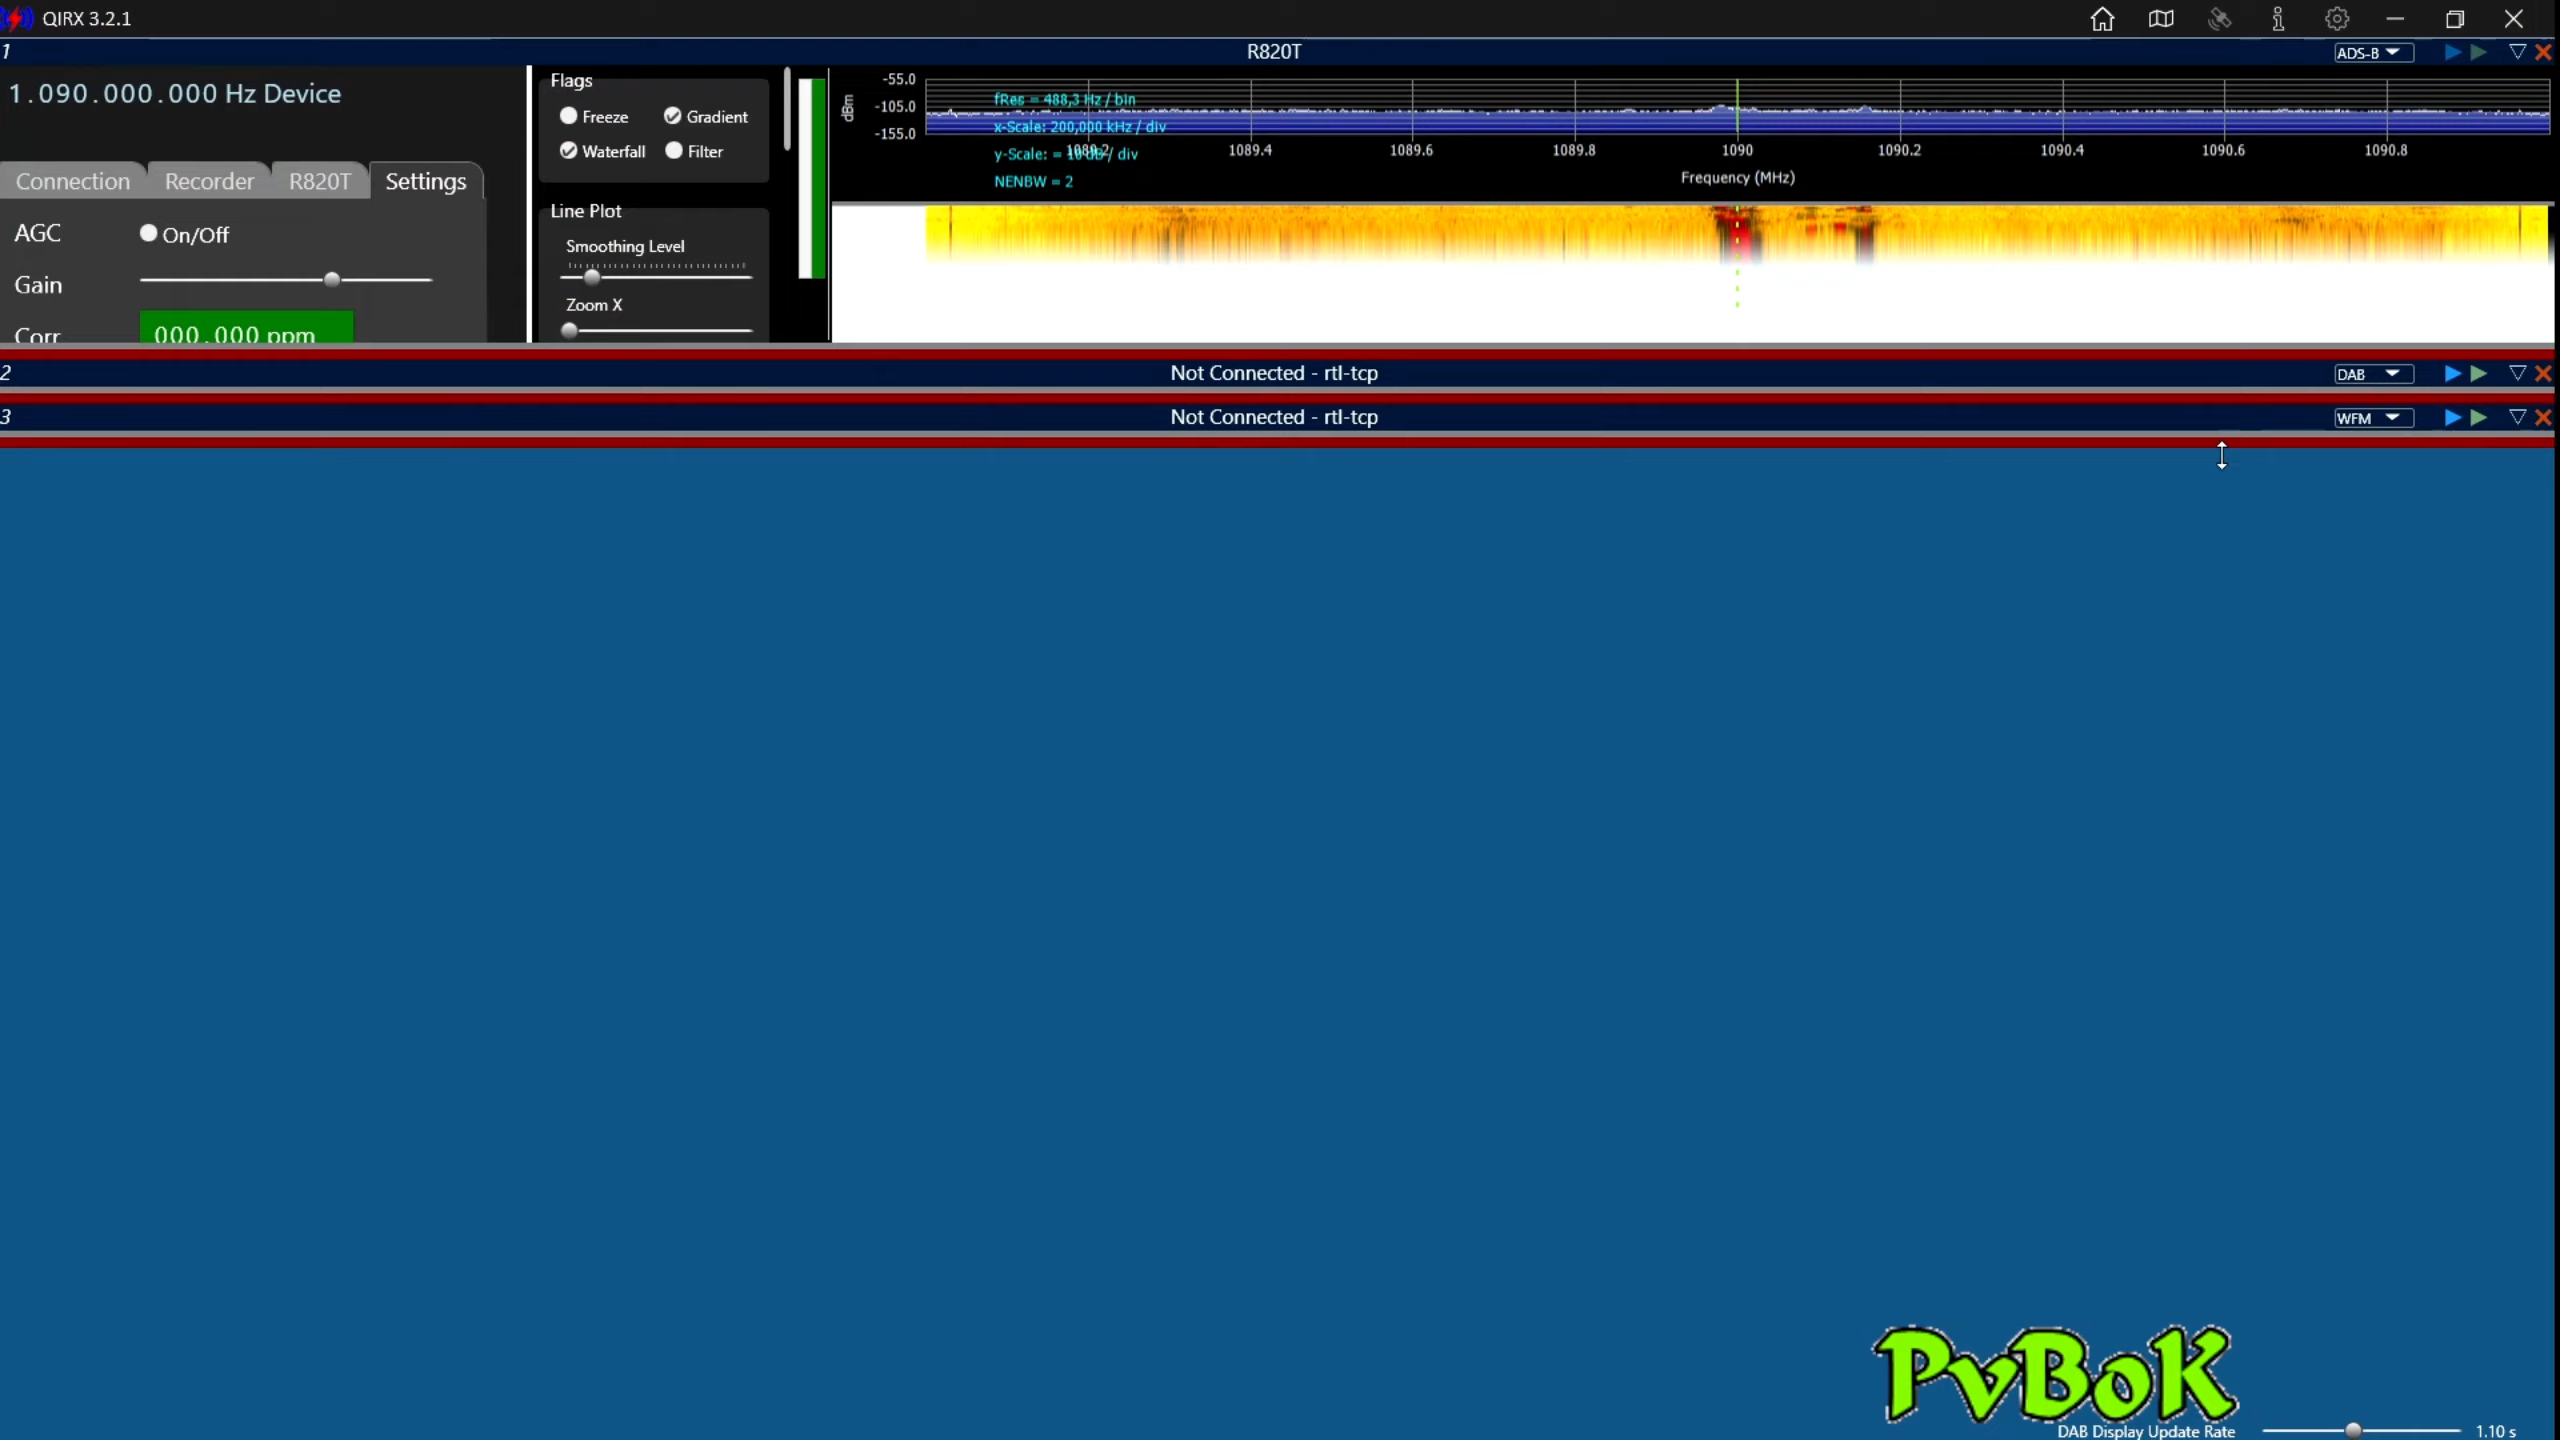 QIRX 3.2.1
1 R820T ADS-B
1.090.000.000 Hz Device
Connection Recorder R820T Settings
AGC On/Off
Gain
Corr 000.000 ppm
Flags
Freeze Gradient
Waterfall Filter
Line Plot
Smoothing Level
Zoom X
dBm
-55.0
-105.0
-155.0
fRes = 488,3 Hz / bin
x-Scale: 200,000 kHz / div
y-Scale: = 10 dB / div
NENBW = 2
1089.2 1089.4 1089.6 1089.8 1090 1090.2 1090.4 1090.6 1090.8
Frequency (MHz)
2 Not Connected - rtl-tcp DAB
3 Not Connected - rtl-tcp WFM
PvBoK
DAB Display Update Rate 1.10 s